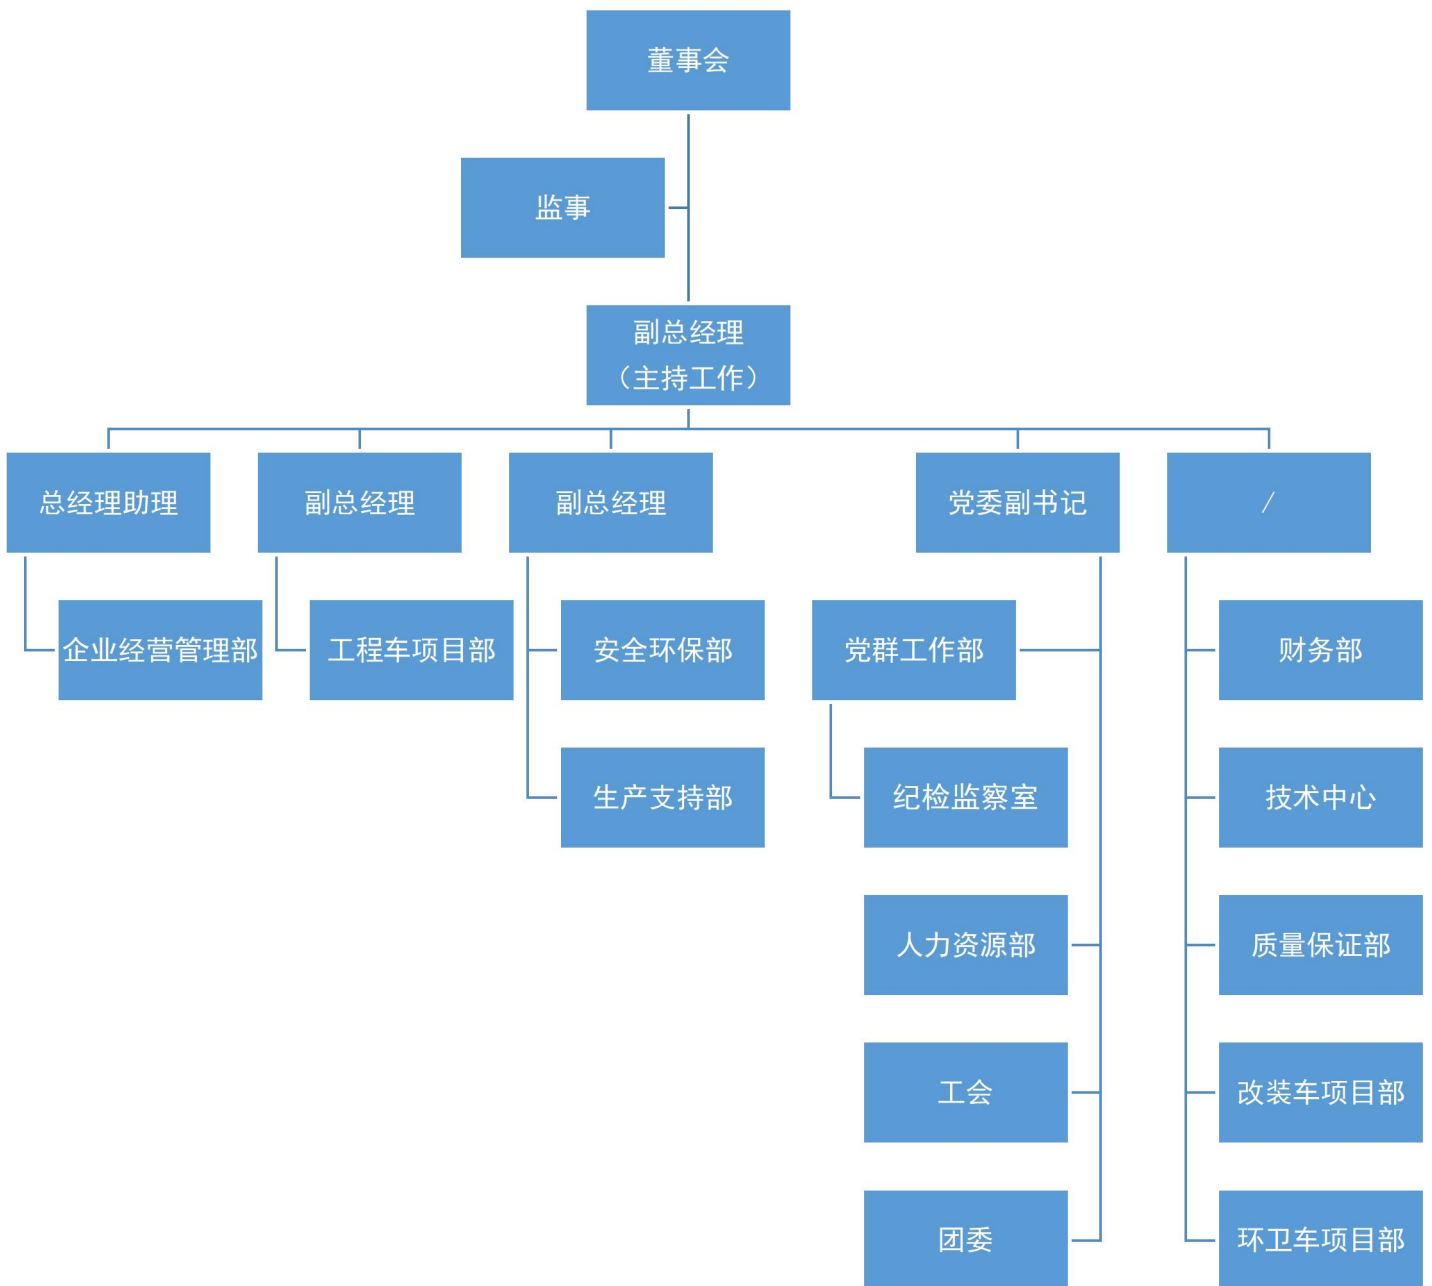 董事会
监事
副总经理
（主持工作）
总经理助理
副总经理
副总经理
党委副书记
/
企业经营管理部
工程车项目部
安全环保部
党群工作部
财务部
生产支持部
纪检监察室
技术中心
人力资源部
质量保证部
工会
改装车项目部
团委
环卫车项目部